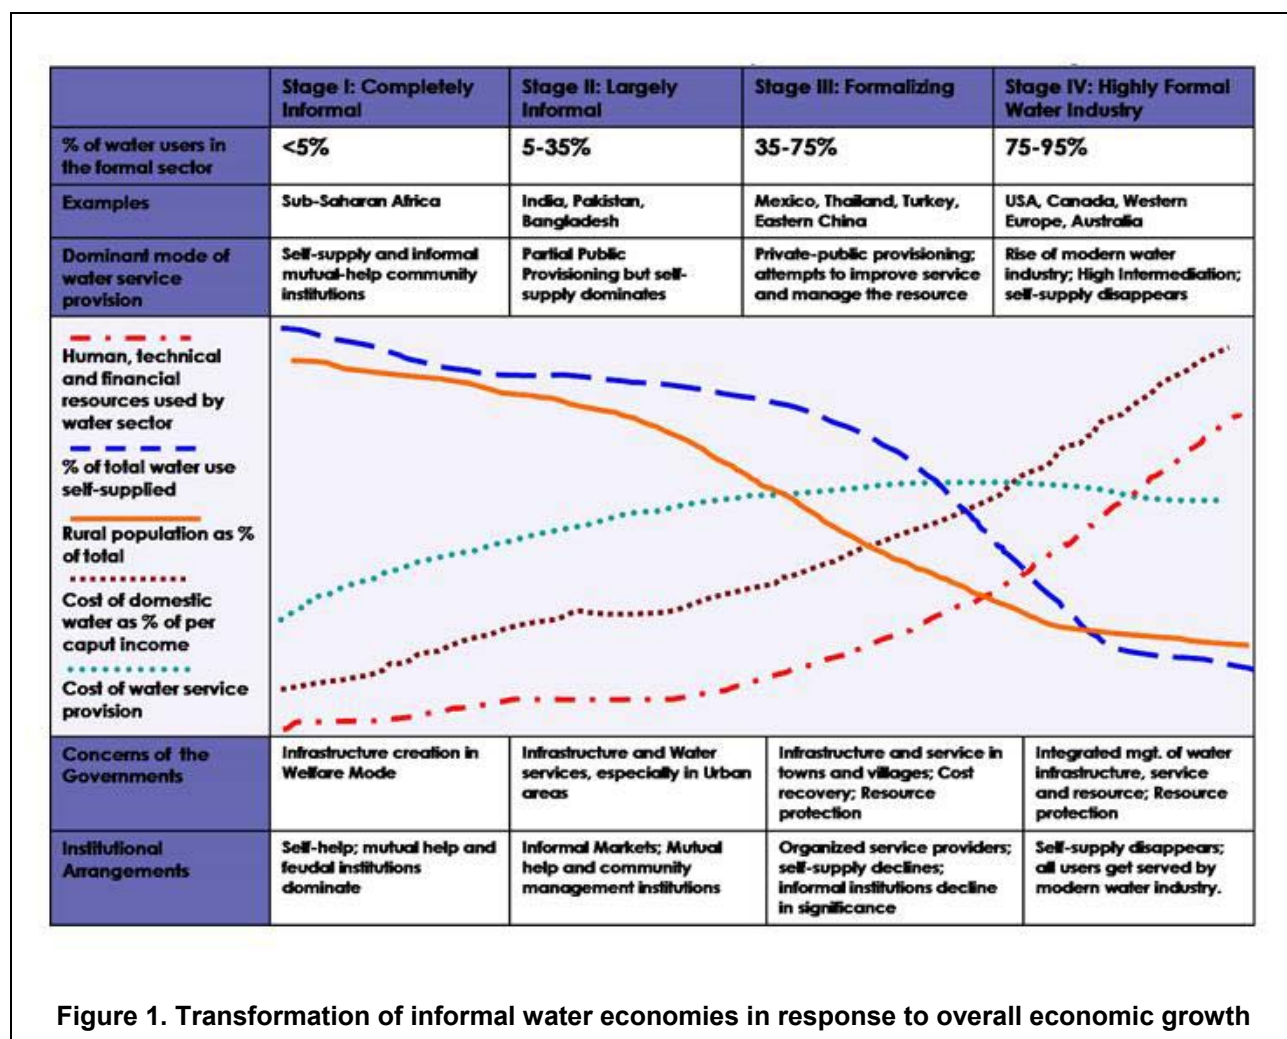 Stage I: Completely
Informal
Stage II: Largely
Informal
Stage III: Formalizing
Stage IV: Highly Formal
Water Industry
% of water users in
the formal sector
<5%
5-35%
35-75%
75-95%
Examples
Sub-Saharan Africa
India, Pakistan,
Bangladesh
Mexico, Thailand, Turkey,
Eastern China
USA, Canada, Western
Europe, Australia
Dominant mode of
water service
provision
Self-supply and informal
mutual-help community
institutions
Partial Public
Provisioning but self-
supply dominates
Private-public provisioning;
attempts to improve service
and manage the resource
Rise of modern water
industry; High Intermediation;
self-supply disappears
Human, technical
and financial
resources used by
water sector
% of total water use
self-supplied
Rural population as %
of total
Cost of domestic
water as % of per
caput income
Cost of water service
provision
Concerns of the
Governments
Infrastructure creation in
Welfare Mode
Infrastructure and Water
services, especially in Urban
areas
Infrastructure and service in
towns and villages; Cost
recovery; Resource
protection
Integrated mgt. of water
infrastructure, service
and resource; Resource
protection
Institutional
Arrangements
Self-help; mutual help and
feudal institutions
dominate
Informal Markets; Mutual
help and community
management institutions
Organized service providers;
self-supply declines;
informal institutions decline
in significance
Self-supply disappears;
all users get served by
modern water industry.
Figure 1. Transformation of informal water economies in response to overall economic growth